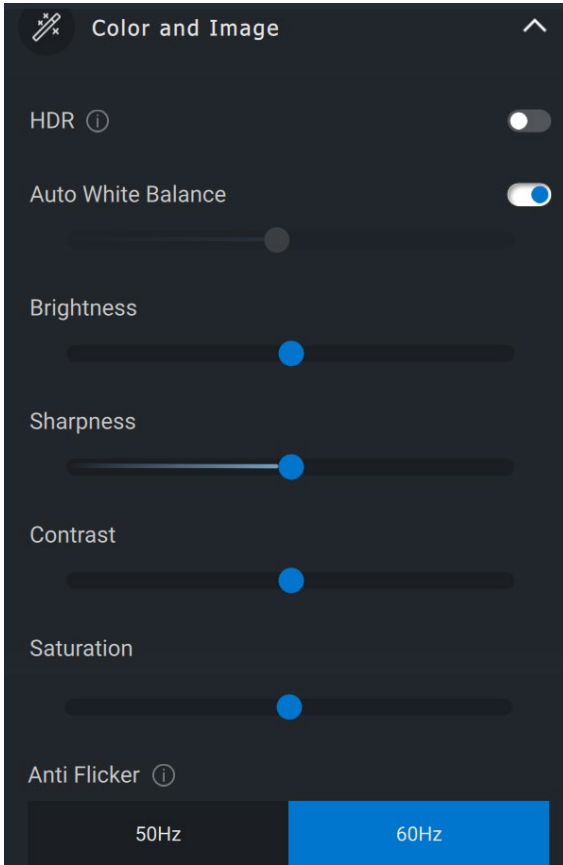 Color and Image
HDR
Auto White Balance
Brightness
Sharpness
Contrast
Saturation
Anti Flicker
50Hz 60Hz